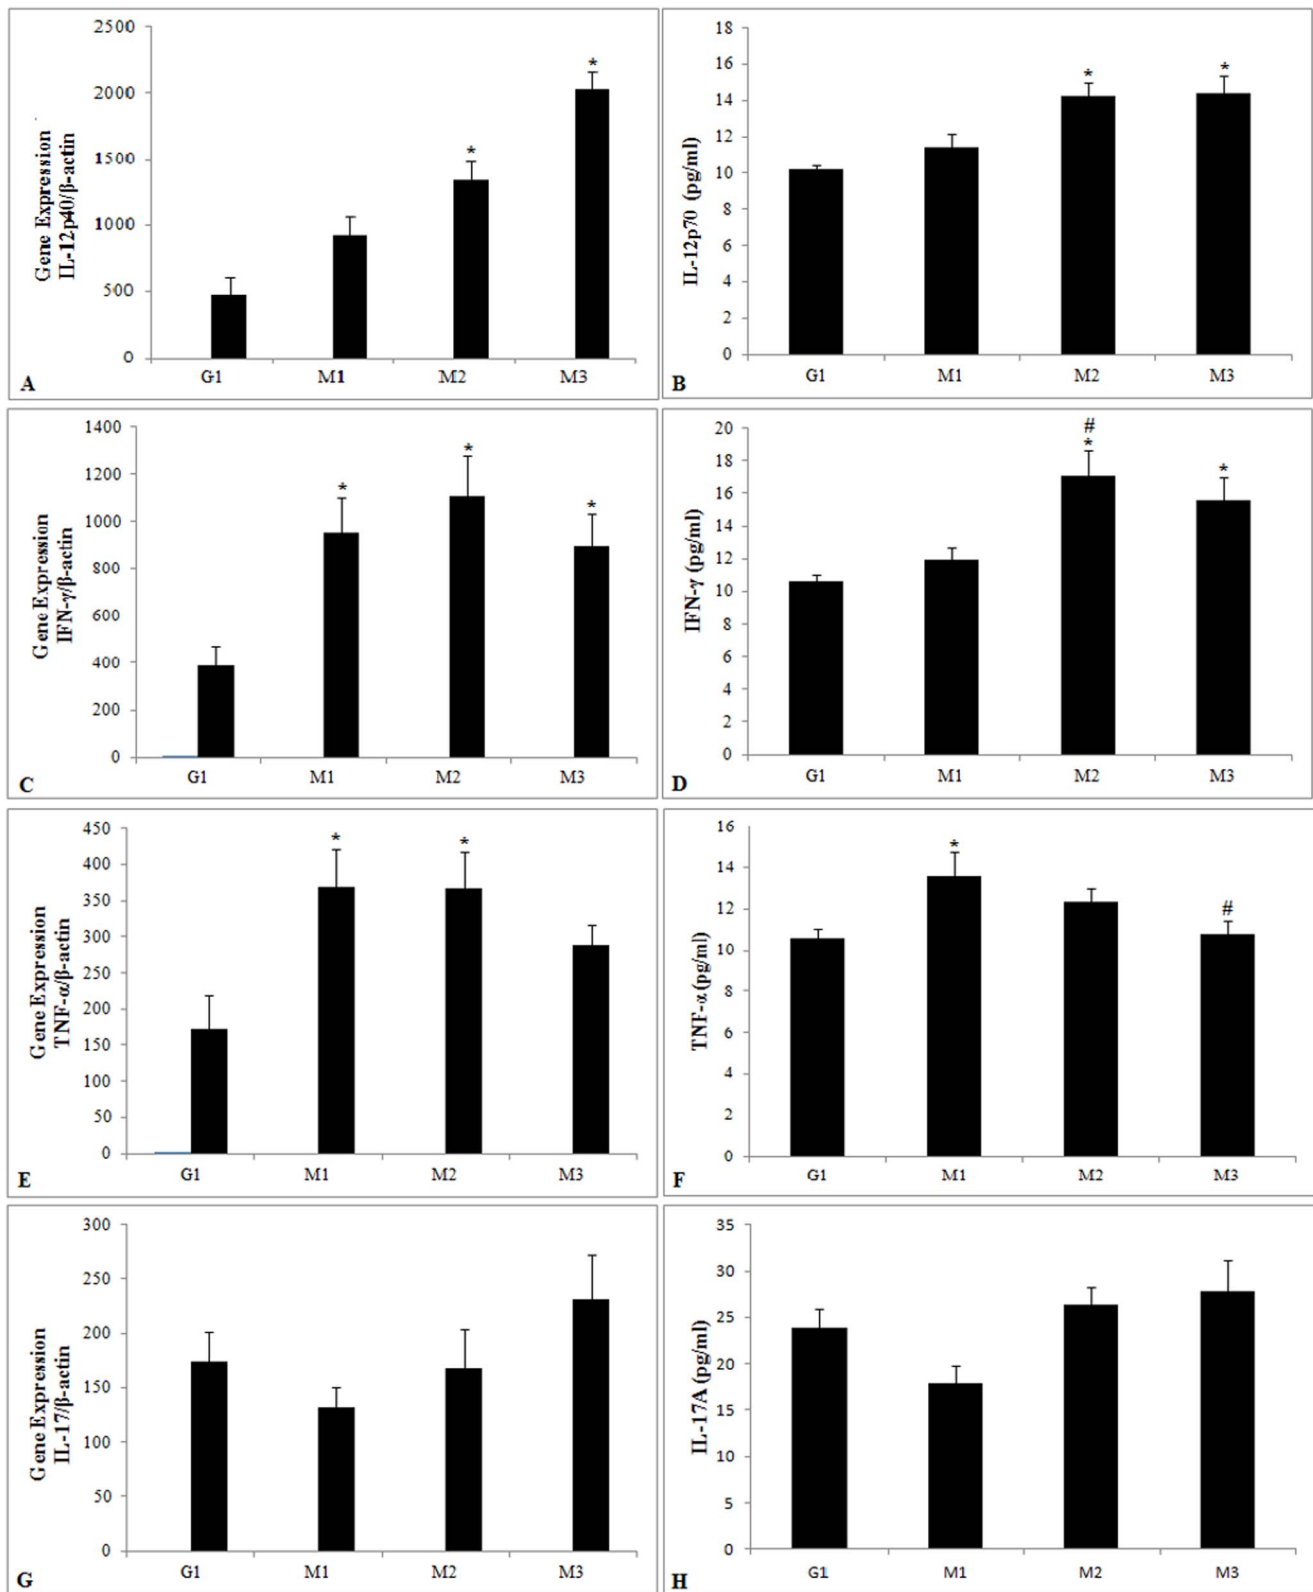 Gene Expression
IL-12p40/β-actin
2500
2000
1500
1000
500
0
*
*
G1
M1
M2
M3
A
IL-12p70 (pg/ml)
18
16
14
12
10
8
6
4
2
0
*
*
G1
M1
M2
M3
B
Gene Expression
IFN-γ/β-actin
1400
1200
1000
800
600
400
200
0
*
*
*
G1
M1
M2
M3
C
IFN-γ (pg/ml)
20
18
16
14
12
10
8
6
4
2
0
#
*
*
G1
M1
M2
M3
D
Gene Expression
TNF-α/β-actin
450
400
350
300
250
200
150
100
50
0
*
*
G1
M1
M2
M3
E
TNF-α (pg/ml)
16
14
12
10
8
6
4
2
0
*
#
G1
M1
M2
M3
F
Gene Expression
IL-17/β-actin
300
250
200
150
100
50
0
G1
M1
M2
M3
G
IL-17A (pg/ml)
35
30
25
20
15
10
5
0
G1
M1
M2
M3
H